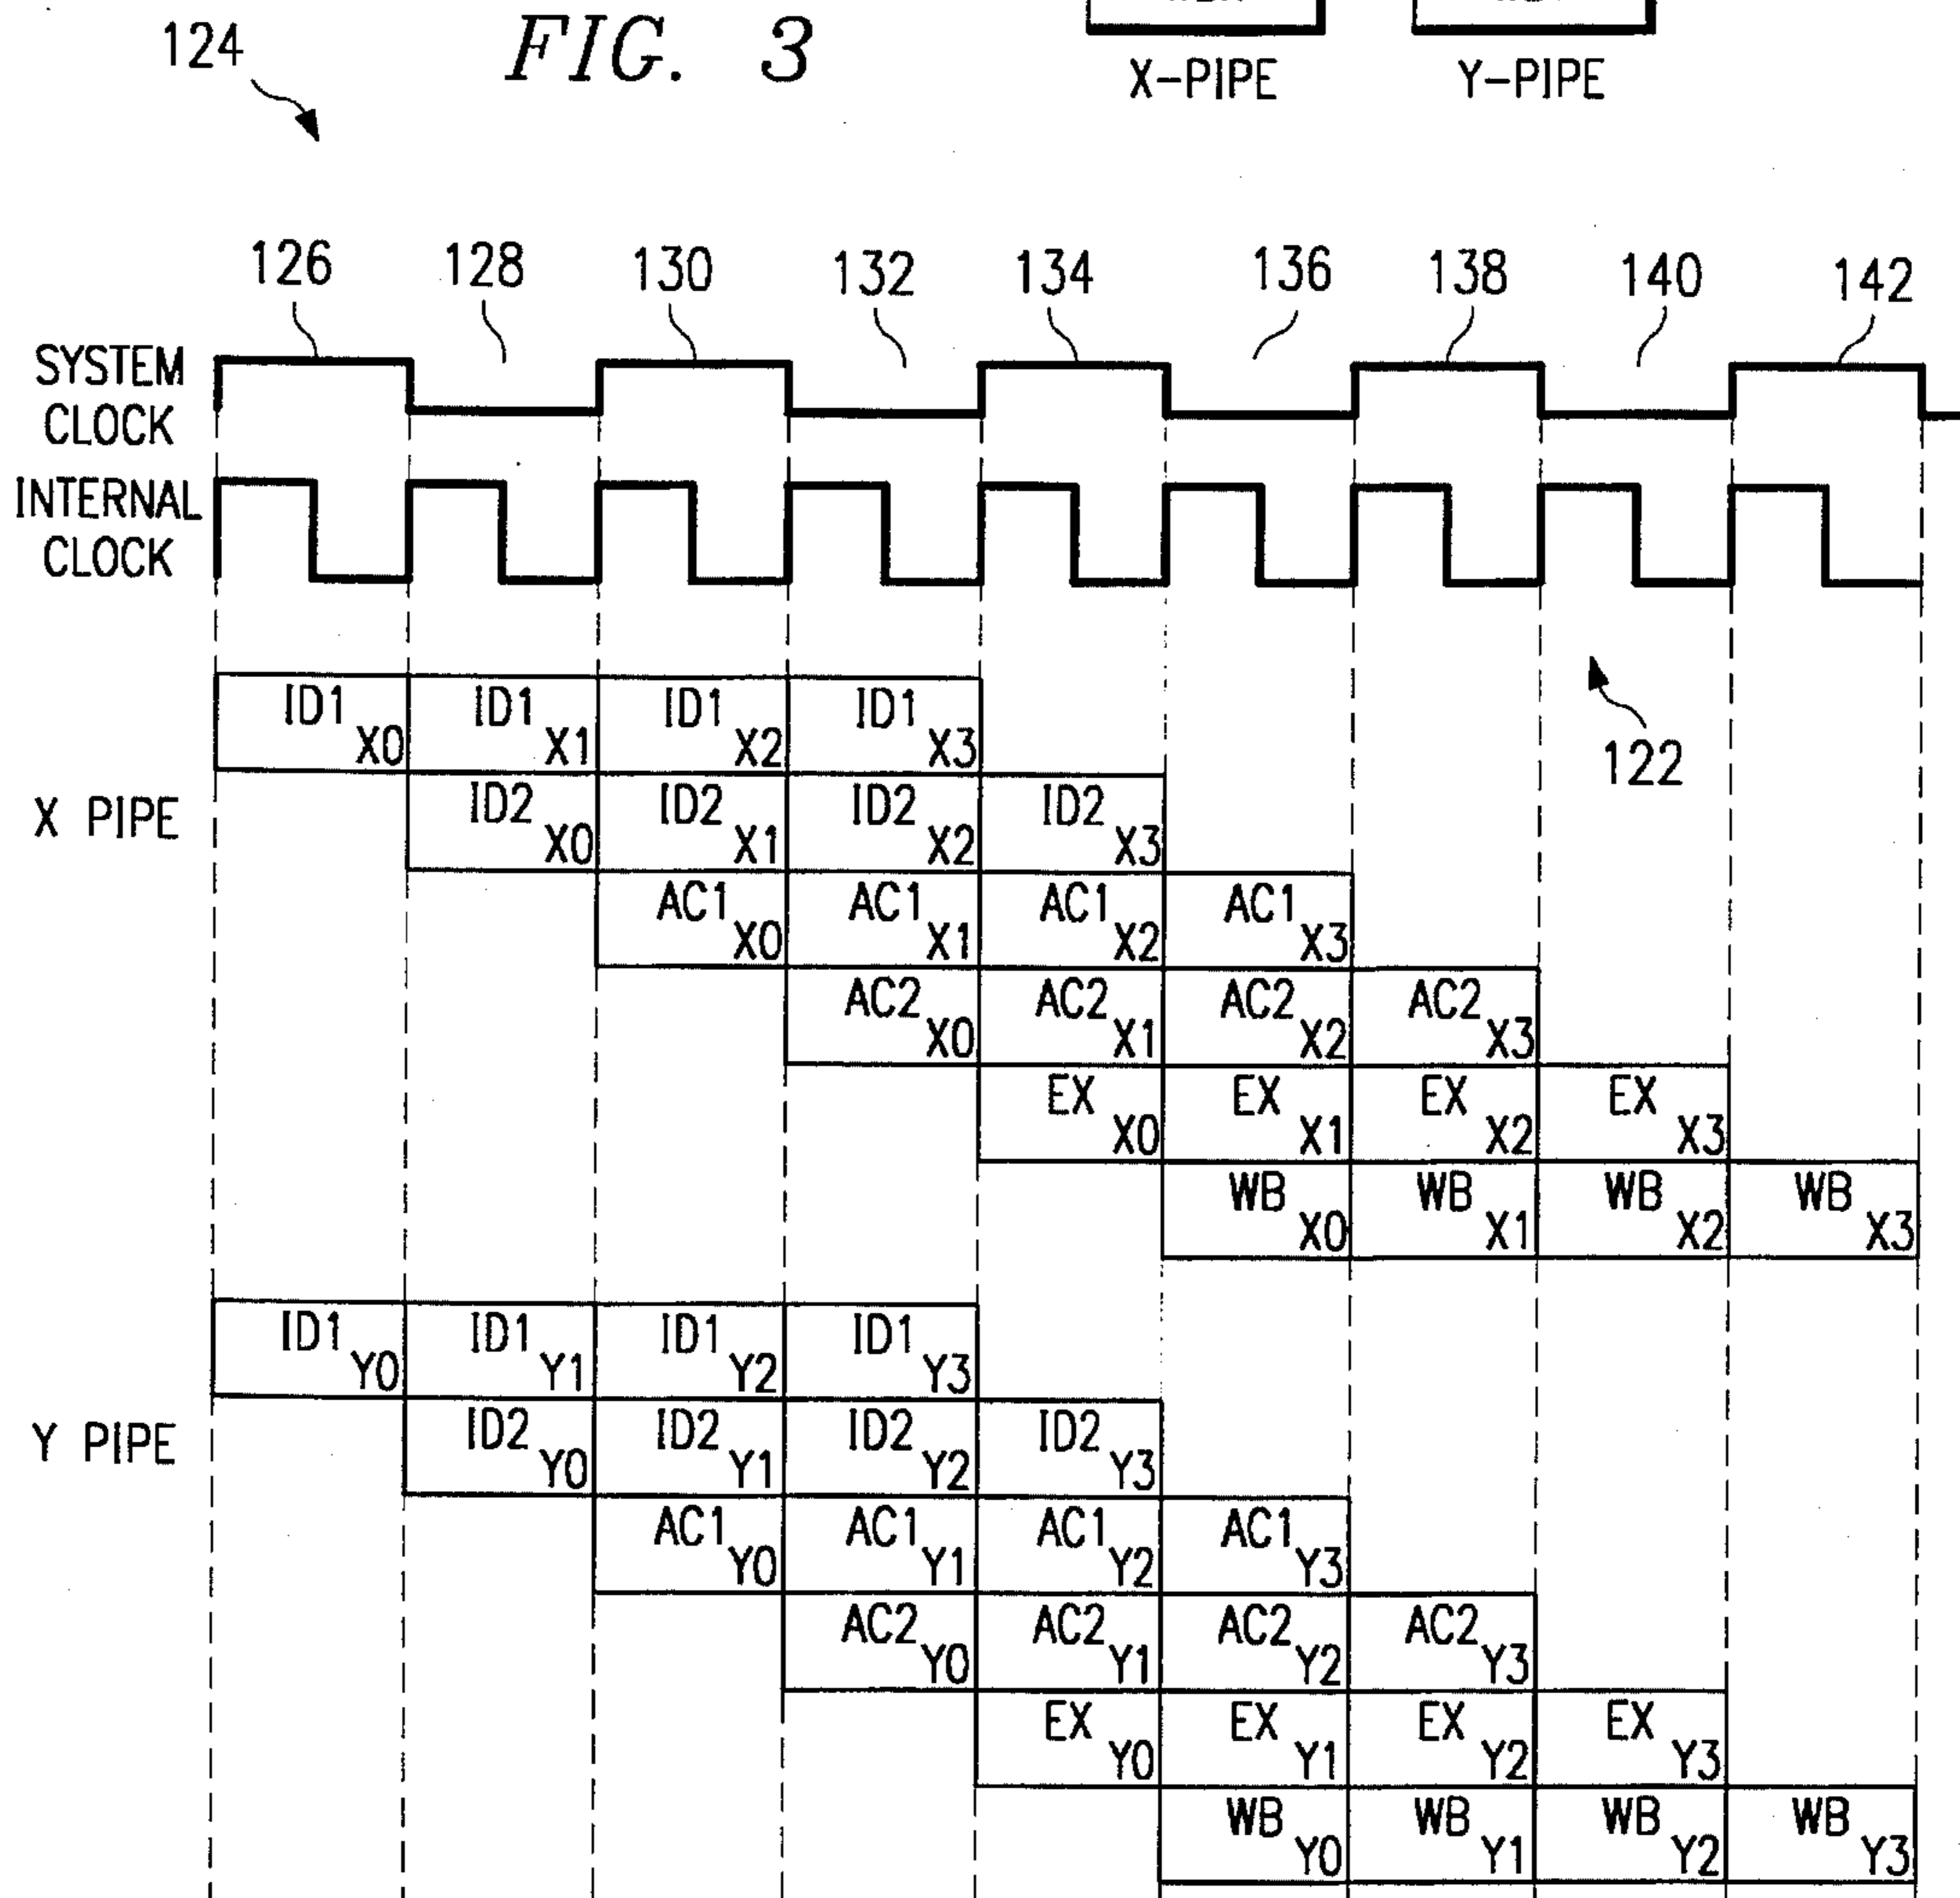 124
FIG. 3
X-PIPE Y-PIPE
126 128 130 132 134 136 138 140 142
SYSTEM
CLOCK
INTERNAL
CLOCK
122
X PIPE
ID1 X0 ID1 X1 ID1 X2 ID1 X3
ID2 X0 ID2 X1 ID2 X2 ID2 X3
AC1 X0 AC1 X1 AC1 X2 AC1 X3
AC2 X0 AC2 X1 AC2 X2 AC2 X3
EX X0 EX X1 EX X2 EX X3
WB X0 WB X1 WB X2 WB X3
Y PIPE
ID1 Y0 ID1 Y1 ID1 Y2 ID1 Y3
ID2 Y0 ID2 Y1 ID2 Y2 ID2 Y3
AC1 Y0 AC1 Y1 AC1 Y2 AC1 Y3
AC2 Y0 AC2 Y1 AC2 Y2 AC2 Y3
EX Y0 EX Y1 EX Y2 EX Y3
WB Y0 WB Y1 WB Y2 WB Y3